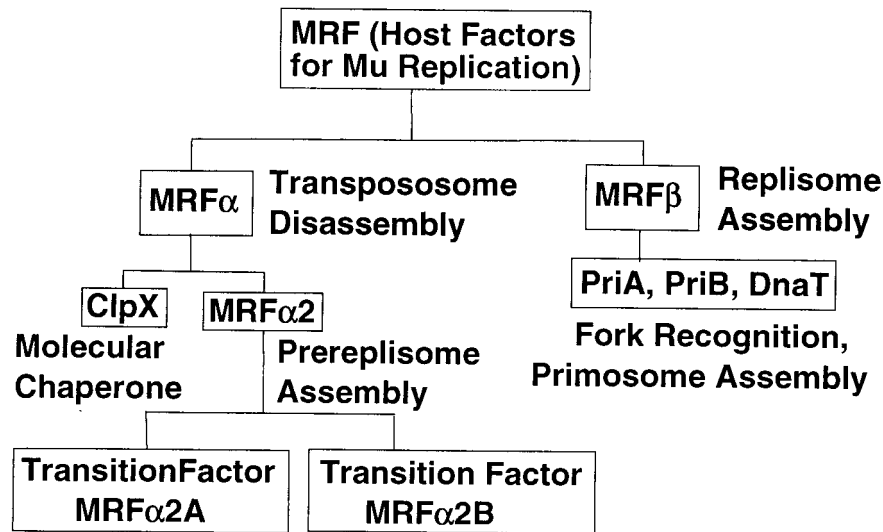 MRF (Host Factors
for Mu Replication)
MRFα
Transpososome
Disassembly
MRFβ
Replisome
Assembly
ClpX
MRFα2
PriA, PriB, DnaT
Molecular
Chaperone
Prereplisome
Assembly
Fork Recognition,
Primosome Assembly
TransitionFactor
MRFα2A
Transition Factor
MRFα2B